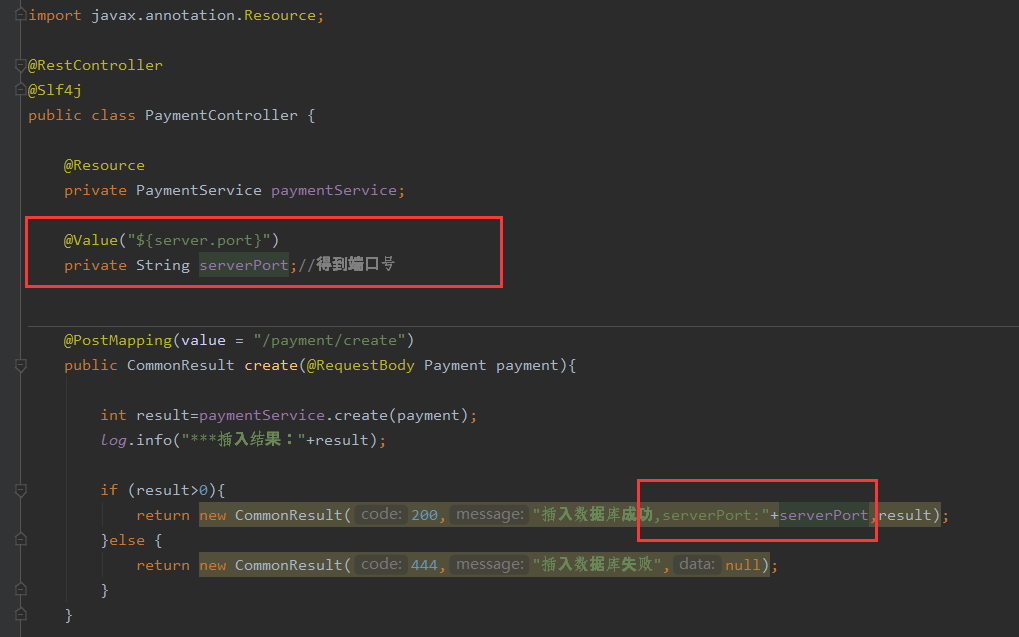 import javax.annotation.Resource;
@RestController
@Slf4j
public class PaymentController {
@Resource
private PaymentService paymentService;
@Value("${server.port}")
private String serverPort;//得到端口号
@PostMapping(value = "/payment/create")
public CommonResult create(@RequestBody Payment payment){
int result=paymentService.create(payment);
log.info("***插入结果："+result);
if (result>0){
return new CommonResult( code: 200, message: "插入数据库成功,serverPort:"+serverPort,result);
}else {
return new CommonResult( code: 444, message: "插入数据库失败", data: null);
}
}